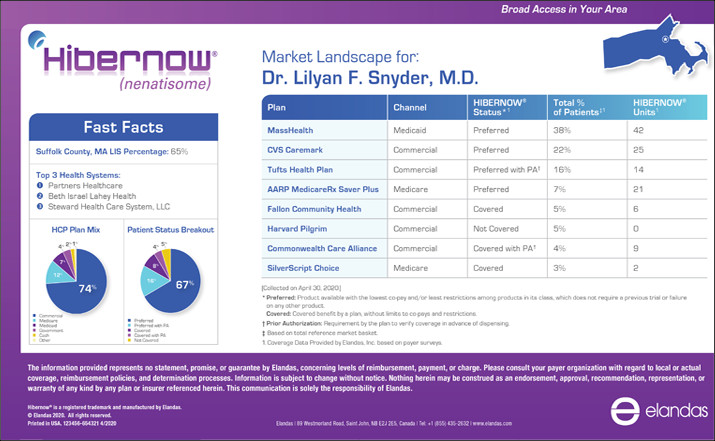 Broad Access in Your Area
Hibernow®
(nenatisome)
Market Landscape for:
Dr. Lilyan F. Snyder, M.D.
Fast Facts
Suffolk County, MA LIS Percentage: 65%
Top 3 Health Systems:
1 Partners Healthcare
2 Beth Israel Lahey Health
3 Steward Health Care System, LLC
HCP Plan Mix
4% 2% 1%
7%
12%
74%
Commercial
Medicare
Medicaid
Government
Cash
Other
Patient Status Breakout
4% 5%
8%
16%
67%
Preferred
Preferred with PA
Covered
Covered with PA
Not Covered
Plan Channel HIBERNOW® Status*¶ Total % of Patients‡† HIBERNOW® Units¹
MassHealth Medicaid Preferred 38% 42
CVS Caremark Commercial Preferred 22% 25
Tufts Health Plan Commercial Preferred with PA† 16% 14
AARP MedicareRx Saver Plus Medicare Preferred 7% 21
Fallon Community Health Commercial Covered 5% 6
Harvard Pilgrim Commercial Not Covered 5% 0
Commonwealth Care Alliance Commercial Covered with PA† 4% 9
SilverScript Choice Medicare Covered 3% 2
[Collected on April 30, 2020]
* Preferred: Product available with the lowest co-pay and/or least restrictions among products in its class, which does not require a previous trial or failure
on any other product.
Covered: Covered benefit by a plan, without limits to co-pays and restrictions.
† Prior Authorization: Requirement by the plan to verify coverage in advance of dispensing.
‡ Based on total reference market basket.
¶ Coverage Data Provided by Elandas, Inc. based on payer surveys.
The information provided represents no statement, promise, or guarantee by Elandas, concerning levels of reimbursement, payment, or charge. Please consult your payer organization with regard to local or actual
coverage, reimbursement policies, and determination processes. Information is subject to change without notice. Nothing herein may be construed as an endorsement, approval, recommendation, representation, or
warranty of any kind by any plan or insurer referenced herein. This communication is solely the responsibility of Elandas.
Hibernow® is a registered trademark and manufactured by Elandas.
© Elandas 2020. All rights reserved.
Printed in USA. 123456-654321 4/2020
Elandas | 89 Westmorland Road, Saint John, NB E2J 2E5, Canada | Tel: +1 (855) 435-2632 | www.elandas.com
elandas